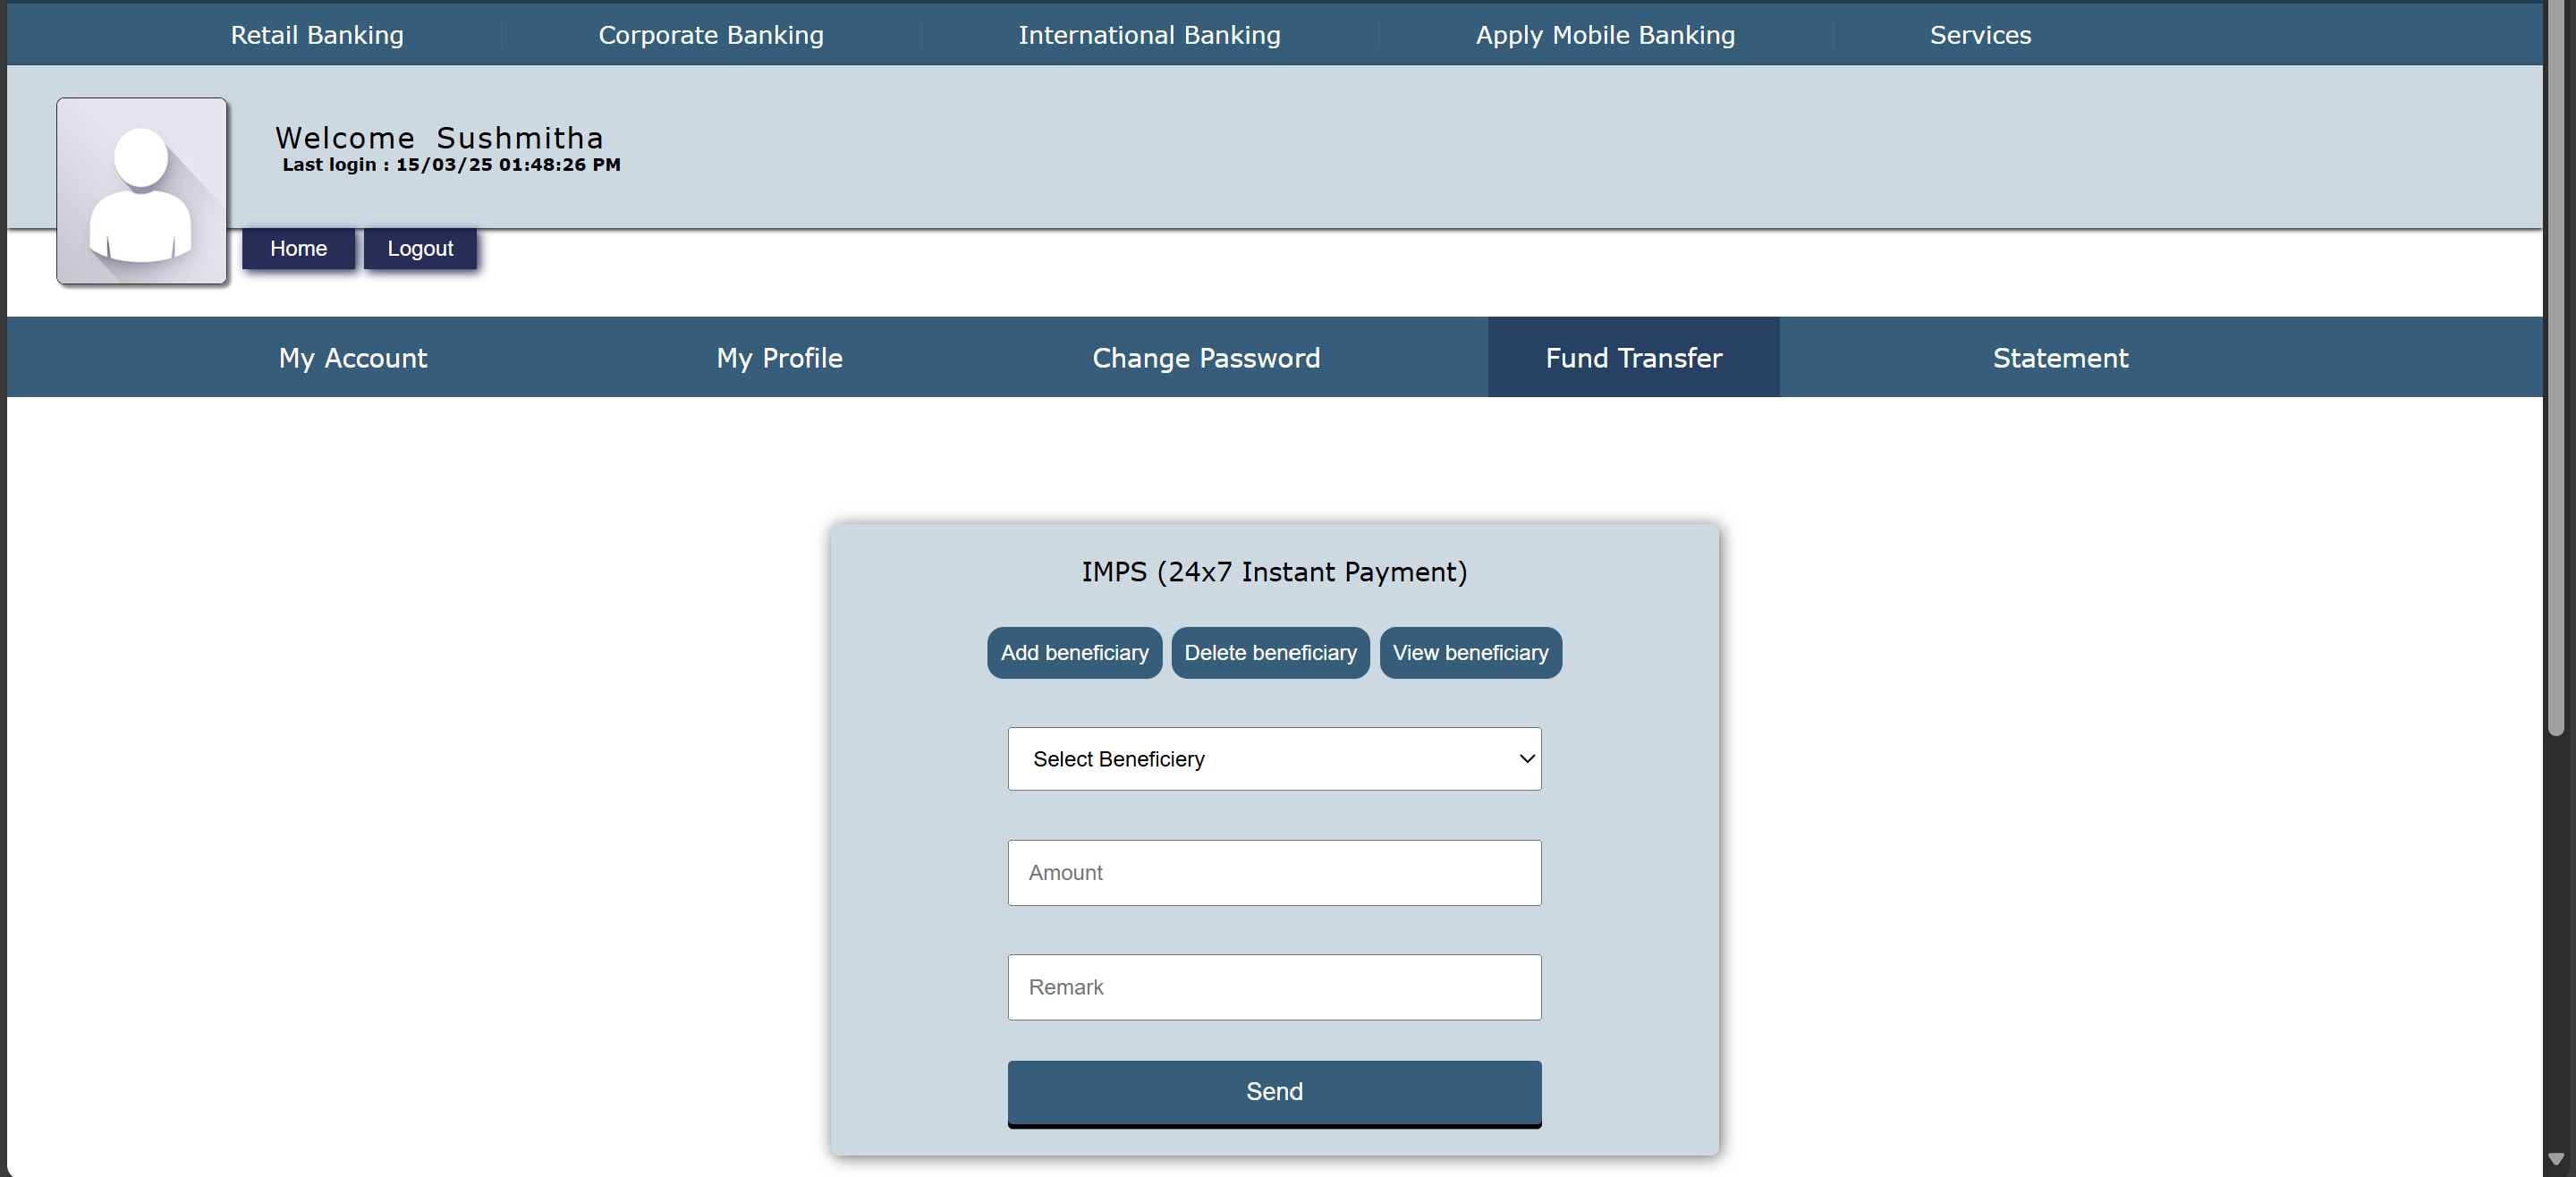 Retail Banking Corporate Banking International Banking Apply Mobile Banking Services
Welcome Sushmitha
Last login : 15/03/25 01:48:26 PM
Home Logout
My Account My Profile Change Password Fund Transfer Statement
IMPS (24x7 Instant Payment)
Add beneficiary Delete beneficiary View beneficiary
Select Beneficiery
Amount
Remark
Send